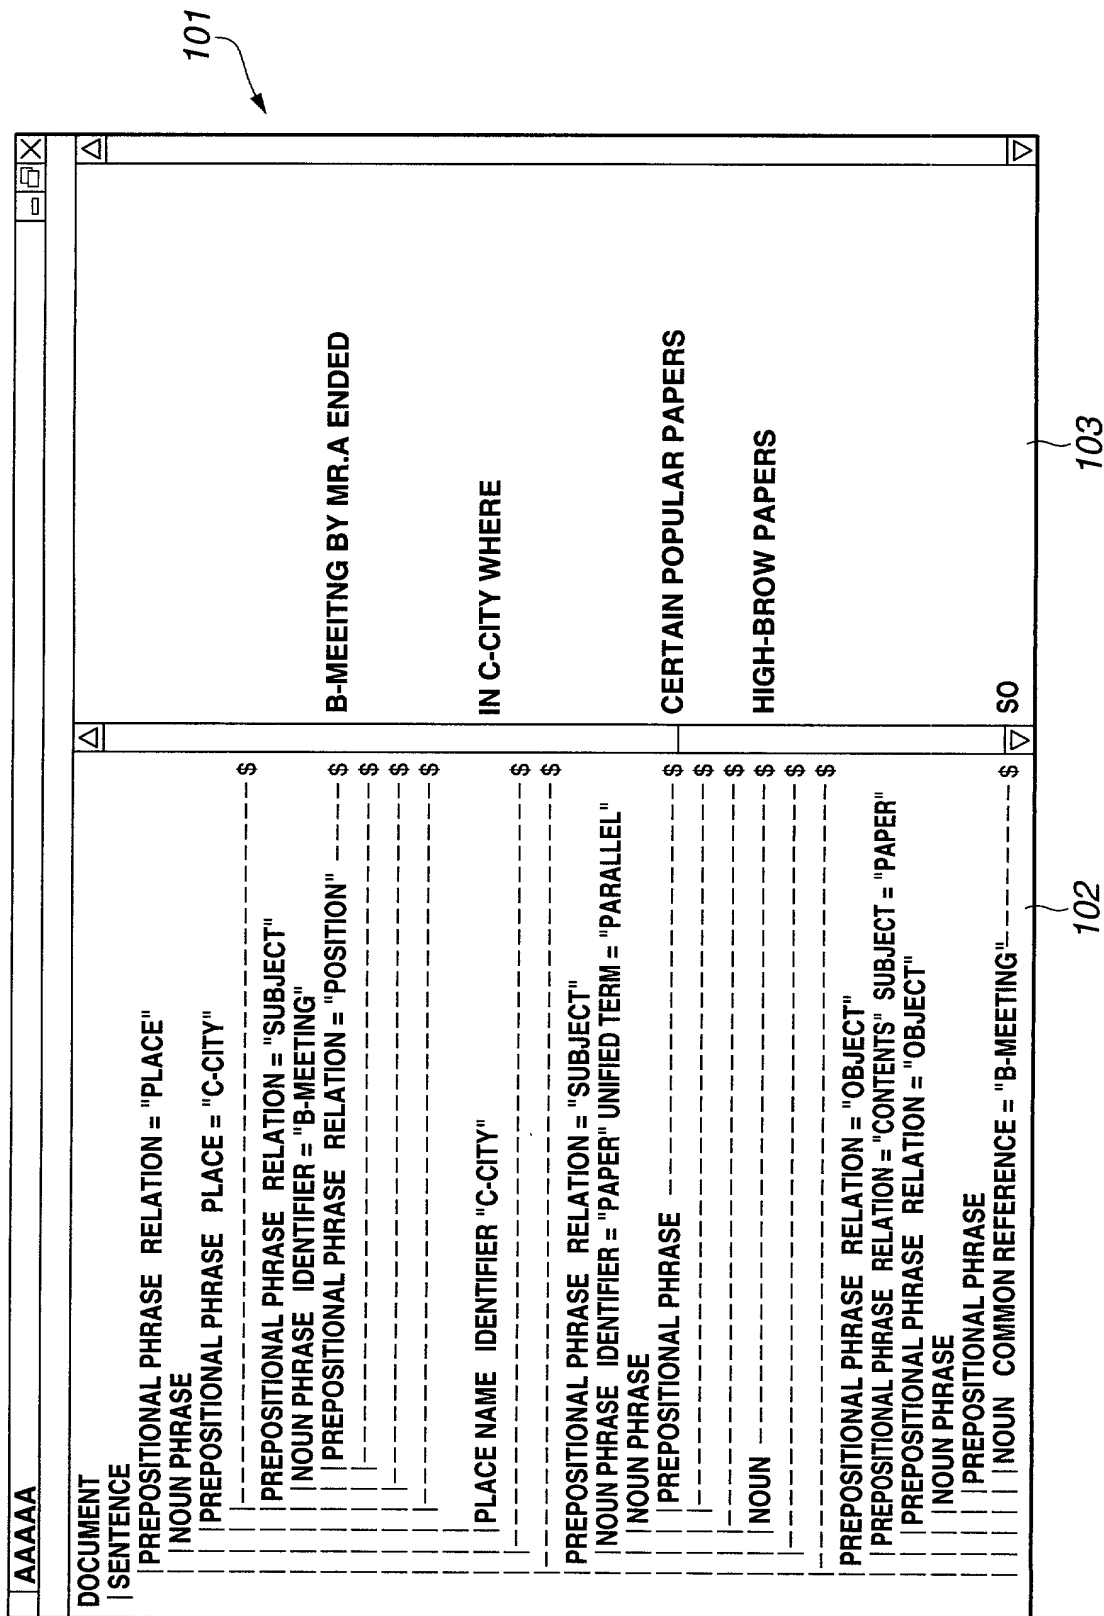 AAAAA
101
DOCUMENT
|SENTENCE
PREPOSITIONAL PHRASE RELATION = "PLACE"
NOUN PHRASE
PREPOSITIONAL PHRASE PLACE = "C-CITY"
$
PREPOSITIONAL PHRASE RELATION = "SUBJECT"
NOUN PHRASE IDENTIFIER = "B-MEETING"
PREPOSITIONAL PHRASE RELATION = "POSITION" ----- $ B-MEEITNG BY MR.A ENDED
$
$
$
PLACE NAME IDENTIFIER "C-CITY" IN C-CITY WHERE
$
$
PREPOSITIONAL PHRASE RELATION = "SUBJECT"
NOUN PHRASE IDENTIFIER = "PAPER" UNIFIED TERM = "PARALLEL"
NOUN PHRASE
PREPOSITIONAL PHRASE ----- $ CERTAIN POPULAR PAPERS
$
$
NOUN ----- $ HIGH-BROW PAPERS
$
$
PREPOSITIONAL PHRASE RELATION = "OBJECT"
PREPOSITIONAL PHRASE RELATION = "CONTENTS" SUBJECT = "PAPER"
PREPOSITIONAL PHRASE RELATION = "OBJECT"
NOUN PHRASE
PREPOSITIONAL PHRASE
NOUN COMMON REFERENCE = "B-MEETING" ----- $ SO
102
103